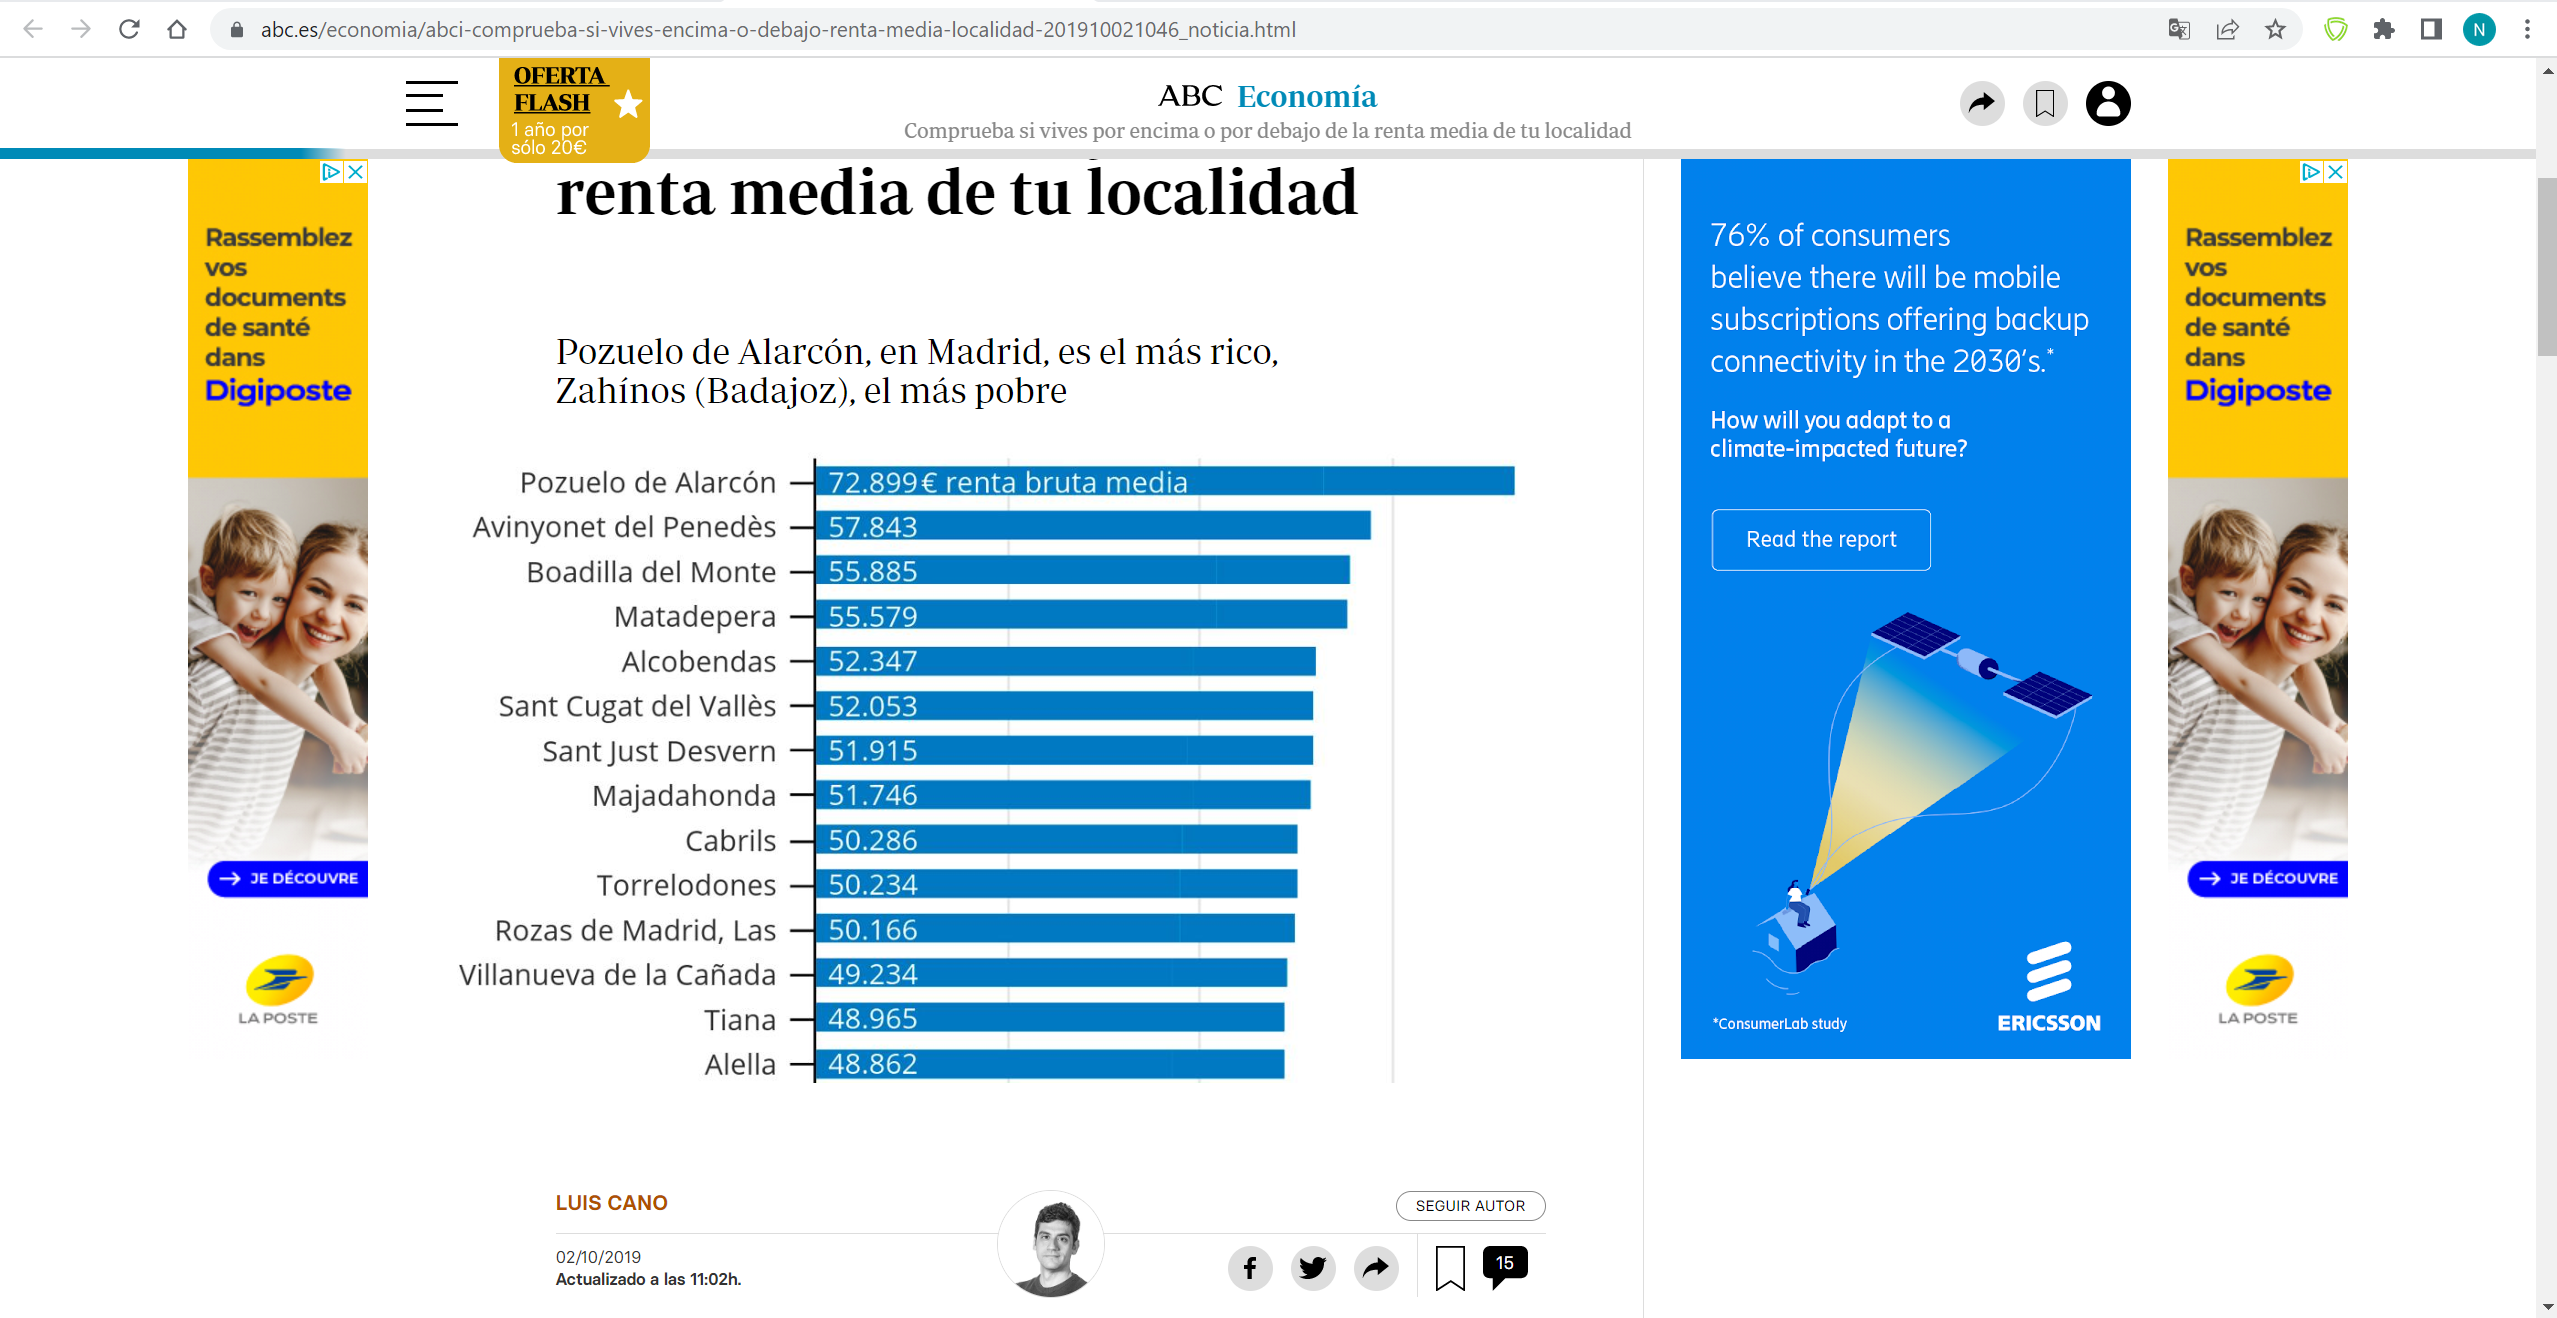 abc.es/economia/abci-comprueba-si-vives-encima-o-debajo-renta-media-localidad-201910021046_noticia.html
N
OFERTA
FLASH
1 año por
sólo 20€
ABC Economía
Comprueba si vives por encima o por debajo de la renta media de tu localidad
renta media de tu localidad
Pozuelo de Alarcón, en Madrid, es el más rico,
Zahínos (Badajoz), el más pobre
Pozuelo de Alarcón 72.899€ renta bruta media
Avinyonet del Penedès 57.843
Boadilla del Monte 55.885
Matadepera 55.579
Alcobendas 52.347
Sant Cugat del Vallès 52.053
Sant Just Desvern 51.915
Majadahonda 51.746
Cabrils 50.286
Torrelodones 50.234
Rozas de Madrid, Las 50.166
Villanueva de la Cañada 49.234
Tiana 48.965
Alella 48.862
LUIS CANO
SEGUIR AUTOR
02/10/2019
Actualizado a las 11:02h.
15
Rassemblez
vos
documents
de santé
dans
Digiposte
JE DÉCOUVRE
LA POSTE
76% of consumers
believe there will be mobile
subscriptions offering backup
connectivity in the 2030's.*
How will you adapt to a
climate-impacted future?
Read the report
*ConsumerLab study
ERICSSON
Rassemblez
vos
documents
de santé
dans
Digiposte
JE DÉCOUVRE
LA POSTE